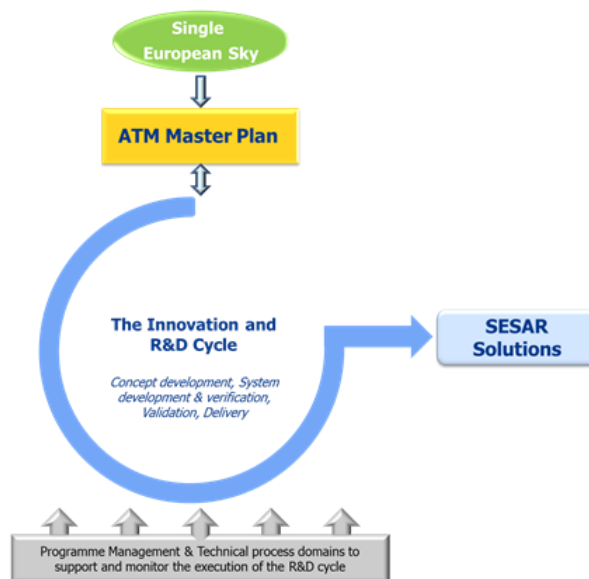 Single
European Sky
ATM Master Plan
The Innovation and
R&D Cycle
Concept development, System
development & verification,
Validation, Delivery
SESAR
Solutions
Programme Management & Technical process domains to
support and monitor the execution of the R&D cycle